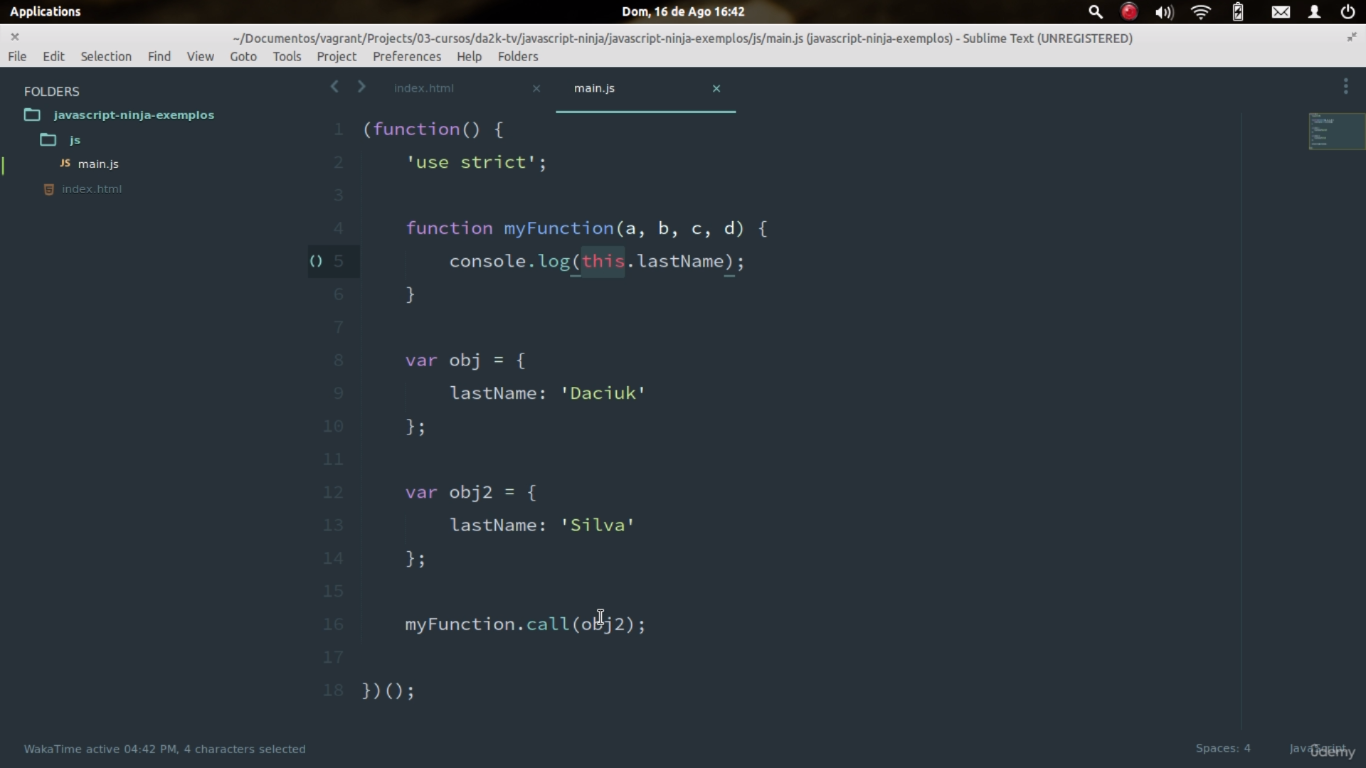 Applications
Dom, 16 de Ago 16:42
~/Documentos/vagrant/Projects/03-cursos/da2k-tv/javascript-ninja/javascript-ninja-exemplos/js/main.js (javascript-ninja-exemplos) - Sublime Text (UNREGISTERED)
File Edit Selection Find View Goto Tools Project Preferences Help Folders
FOLDERS
javascript-ninja-exemplos
js
JS main.js
index.html
index.html
main.js
1 (function() {
2 'use strict';
3
4 function myFunction(a, b, c, d) {
() 5 console.log(this.lastName);
6 }
7
8 var obj = {
9 lastName: 'Daciuk'
10 };
11
12 var obj2 = {
13 lastName: 'Silva'
14 };
15
16 myFunction.call(obj2);
17
18 })();
WakaTime active 04:42 PM, 4 characters selected
Spaces: 4
JavaScript
ûdemy